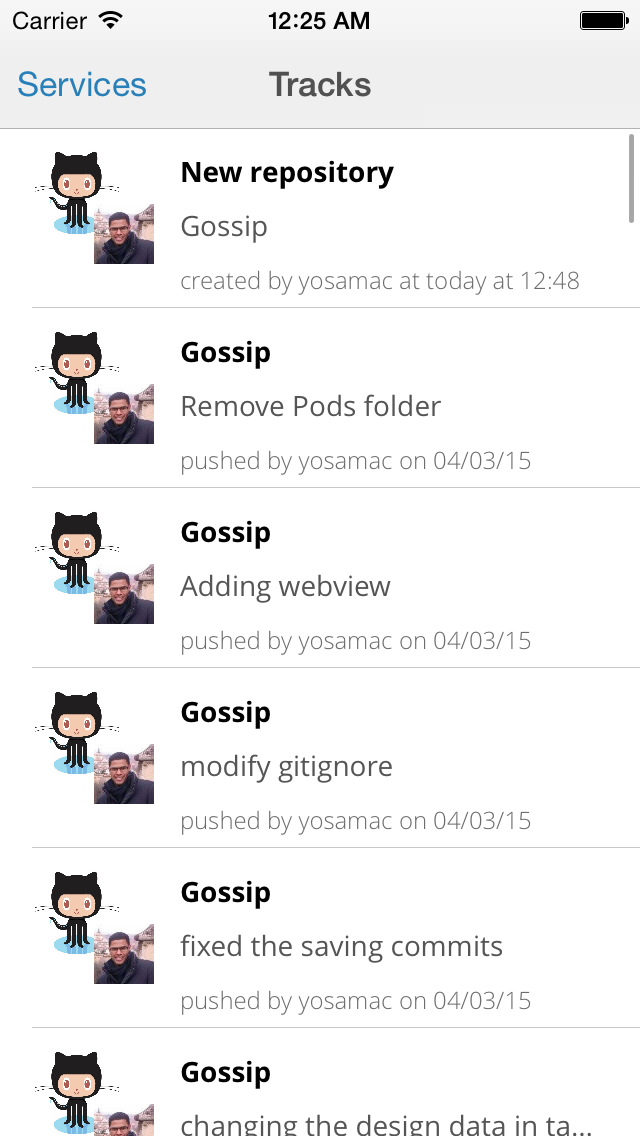 Carrier 12:25 AM
Services Tracks
New repository
Gossip
created by yosamac at today at 12:48
Gossip
Remove Pods folder
pushed by yosamac on 04/03/15
Gossip
Adding webview
pushed by yosamac on 04/03/15
Gossip
modify gitignore
pushed by yosamac on 04/03/15
Gossip
fixed the saving commits
pushed by yosamac on 04/03/15
Gossip
changing the design data in ta...